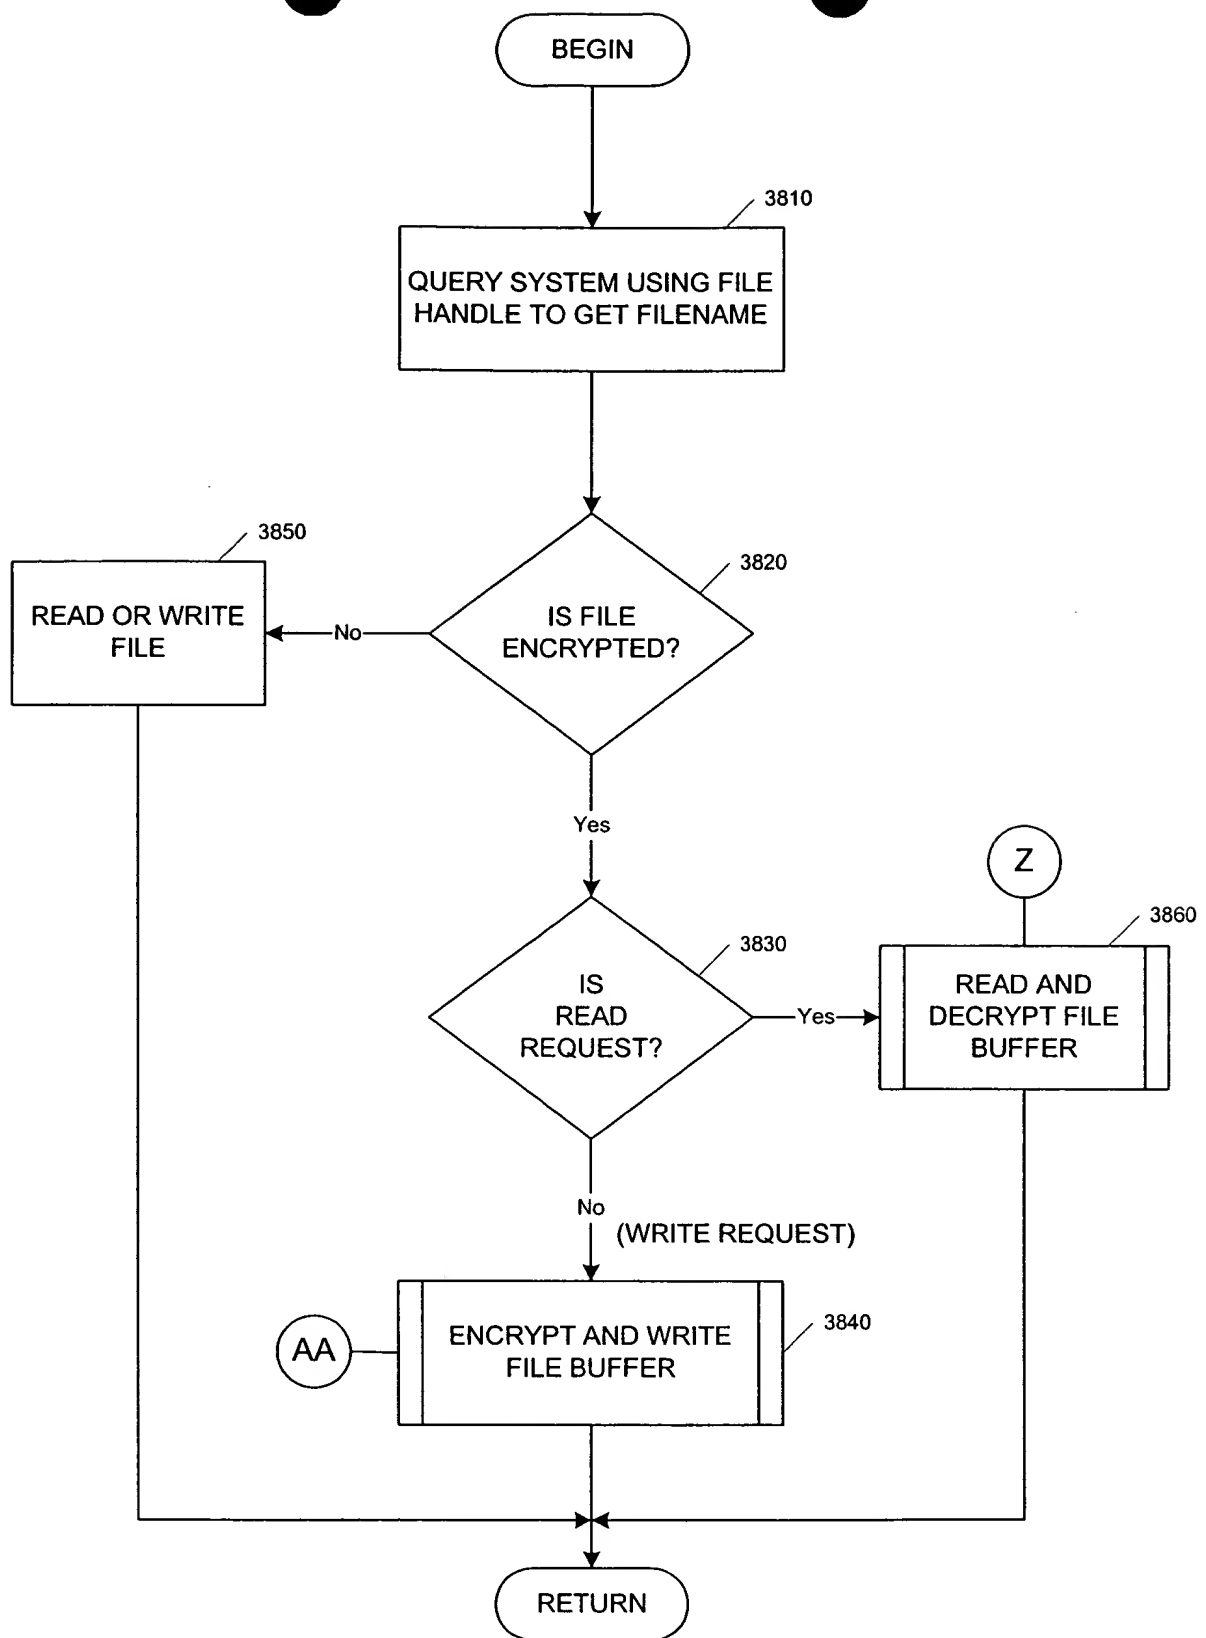 BEGIN
3810
QUERY SYSTEM USING FILE
HANDLE TO GET FILENAME
3850
READ OR WRITE
FILE
No
3820
IS FILE
ENCRYPTED?
Yes
Z
3860
READ AND
DECRYPT FILE
BUFFER
3830
IS
READ
REQUEST?
Yes
No
(WRITE REQUEST)
AA
ENCRYPT AND WRITE
FILE BUFFER
3840
RETURN